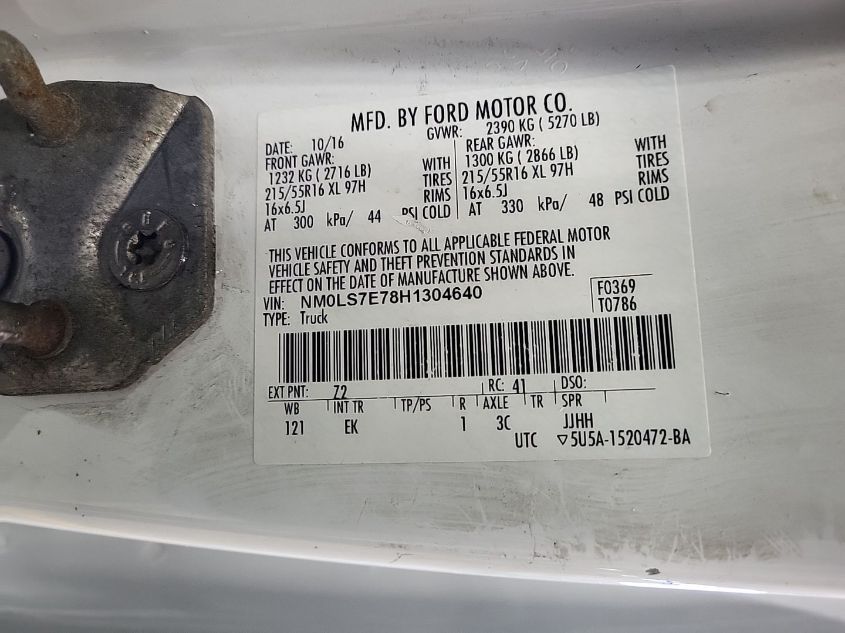 MFD. BY FORD MOTOR CO.
DATE: 10/16 GVWR: 2390 KG ( 5270 LB)
FRONT GAWR: WITH REAR GAWR: WITH
1232 KG ( 2716 LB) TIRES 1300 KG ( 2866 LB) TIRES
215/55R16 XL 97H RIMS 215/55R16 XL 97H RIMS
16x6.5J 16x6.5J
AT 300 kPa/ 44 PSI COLD AT 330 kPa/ 48 PSI COLD
THIS VEHICLE CONFORMS TO ALL APPLICABLE FEDERAL MOTOR
VEHICLE SAFETY AND THEFT PREVENTION STANDARDS IN
EFFECT ON THE DATE OF MANUFACTURE SHOWN ABOVE.
VIN: NM0LS7E78H1304640 F0369
TYPE: Truck T0786
EXT PNT: Z2 RC: 41 DSO:
WB INT TR TP/PS R AXLE TR SPR
121 EK 1 3C JJHH
UTC ▽5U5A-1520472-BA